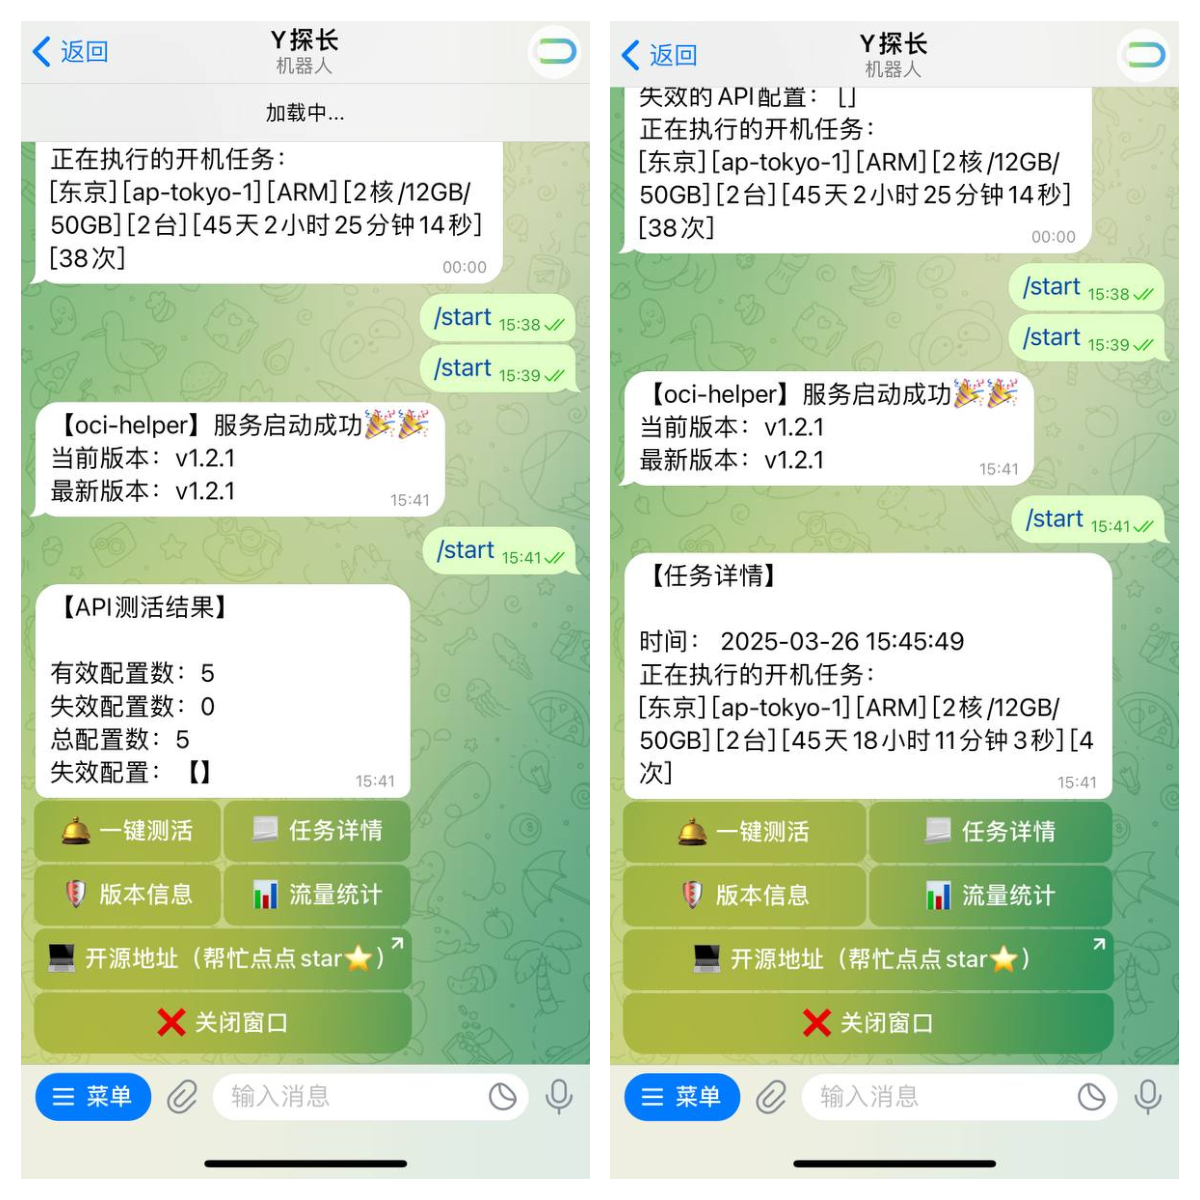 返回
Y探长
机器人
加载中...
正在执行的开机任务：
[东京][ap-tokyo-1][ARM][2核/12GB/
50GB][2台][45天2小时25分钟14秒]
[38次]
00:00
/start 15:38
/start 15:39
【oci-helper】服务启动成功🎉🎉
当前版本：v1.2.1
最新版本：v1.2.1
15:41
/start 15:41
【API测活结果】
有效配置数：5
失效配置数：0
总配置数：5
失效配置：【】
15:41
一键测活
任务详情
版本信息
流量统计
开源地址（帮忙点点star⭐）
❌ 关闭窗口
菜单
输入消息
返回
Y探长
机器人
失效的API配置：[]
正在执行的开机任务：
[东京][ap-tokyo-1][ARM][2核/12GB/
50GB][2台][45天2小时25分钟14秒]
[38次]
00:00
/start 15:38
/start 15:39
【oci-helper】服务启动成功🎉🎉
当前版本：v1.2.1
最新版本：v1.2.1
15:41
/start 15:41
【任务详情】
时间： 2025-03-26 15:45:49
正在执行的开机任务：
[东京][ap-tokyo-1][ARM][2核/12GB/
50GB][2台][45天18小时11分钟3秒][4
次]
15:41
一键测活
任务详情
版本信息
流量统计
开源地址（帮忙点点star⭐）
❌ 关闭窗口
菜单
输入消息